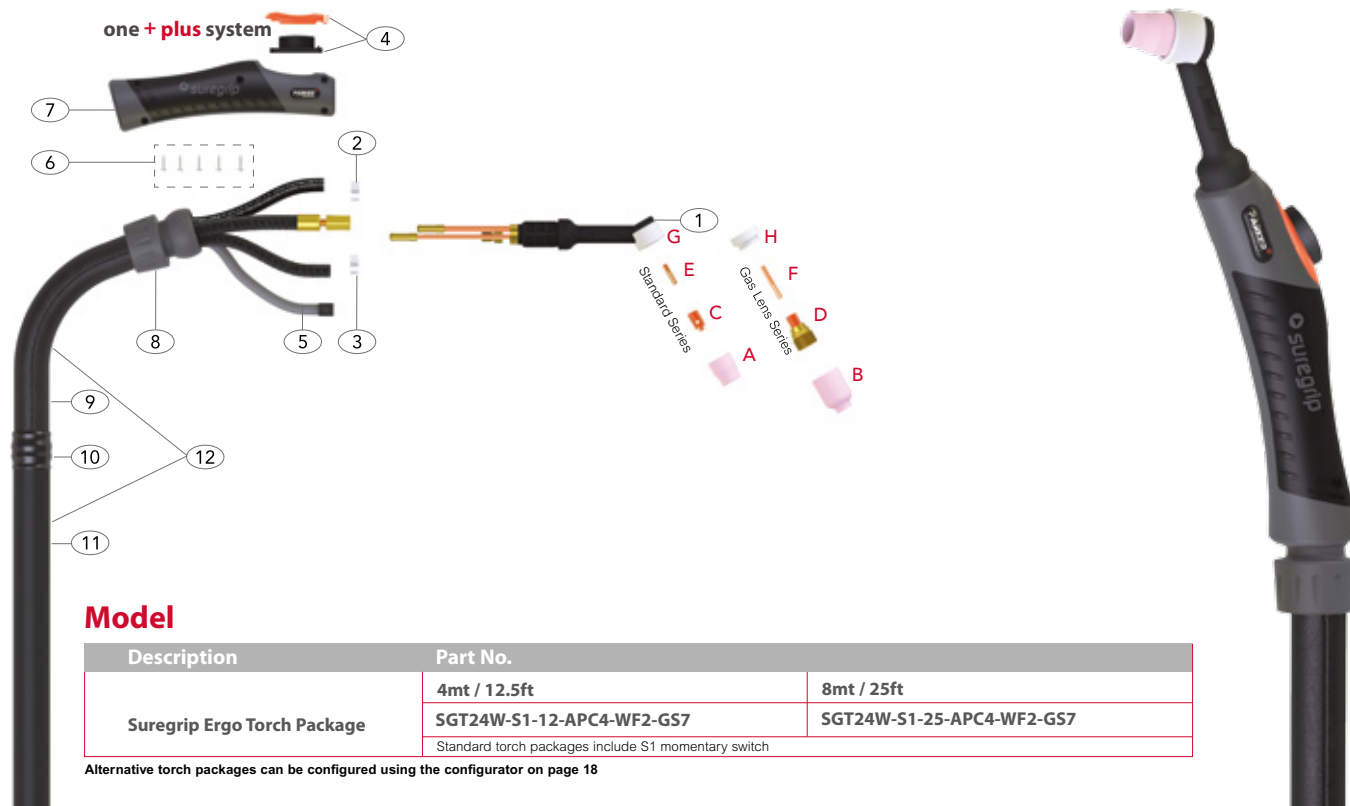 one + plus system
4
suregrip
PARKER
7
2
6
1
G
H
E
F
Standard Series
Gas Lens Series
C
D
A
B
8
5
3
9
10
12
11
PARKER
suregrip
Model
Description Part No.
4mt / 12.5ft 8mt / 25ft
Suregrip Ergo Torch Package
SGT24W-S1-12-APC4-WF2-GS7 SGT24W-S1-25-APC4-WF2-GS7
Standard torch packages include S1 momentary switch
Alternative torch packages can be configured using the configurator on page 18